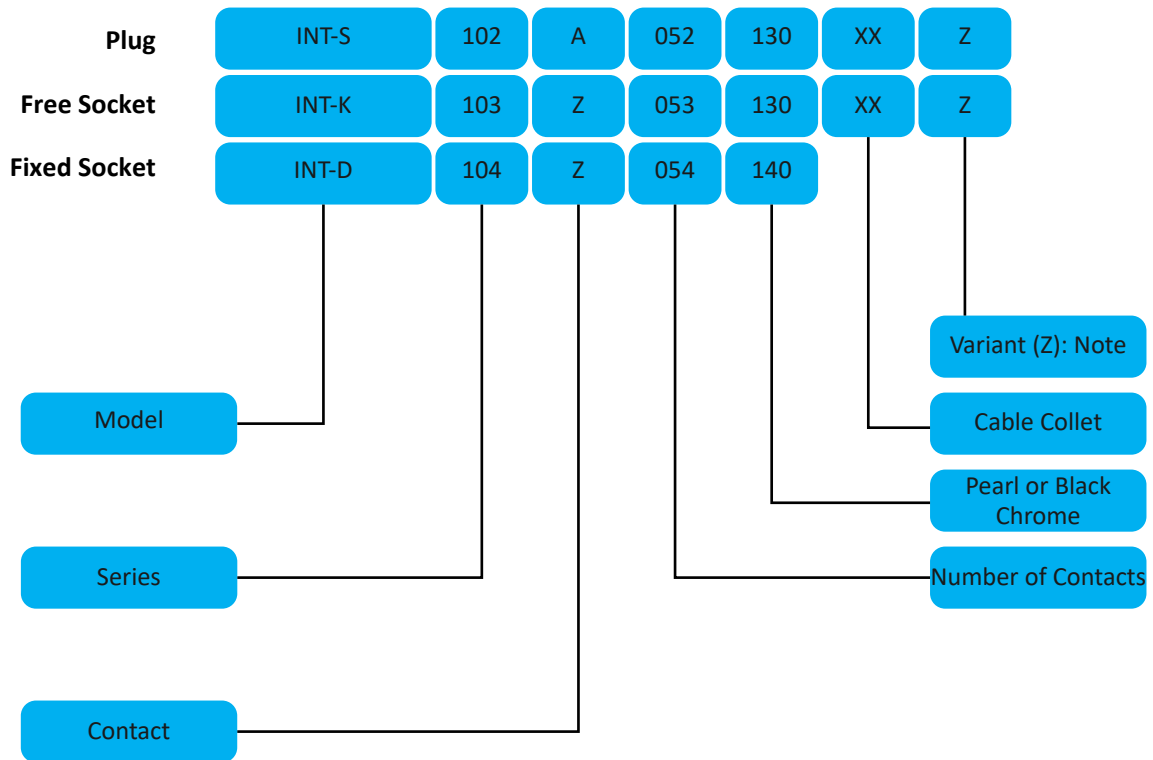 Plug INT-S 102 A 052 130 XX Z
Free Socket INT-K 103 Z 053 130 XX Z
Fixed Socket INT-D 104 Z 054 140
Variant (Z): Note
Model
Cable Collet
Pearl or Black
Chrome
Series
Number of Contacts
Contact